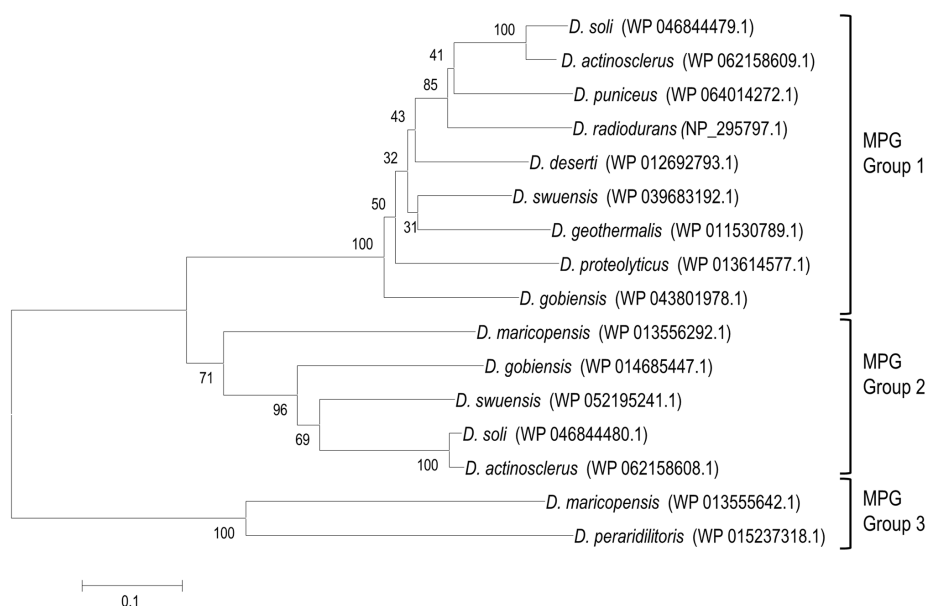 100
D. soli (WP 046844479.1)
41
D. actinosclerus (WP 062158609.1)
85
D. puniceus (WP 064014272.1)
43
D. radiodurans (NP_295797.1)
MPG
Group 1
32
D. deserti (WP 012692793.1)
50
D. swuensis (WP 039683192.1)
31
D. geothermalis (WP 011530789.1)
100
D. proteolyticus (WP 013614577.1)
D. gobiensis (WP 043801978.1)
D. maricopensis (WP 013556292.1)
71
D. gobiensis (WP 014685447.1)
MPG
Group 2
96
D. swuensis (WP 052195241.1)
69
D. soli (WP 046844480.1)
100
D. actinosclerus (WP 062158608.1)
D. maricopensis (WP 013555642.1)
MPG
Group 3
100
D. peraridilitoris (WP 015237318.1)
0.1